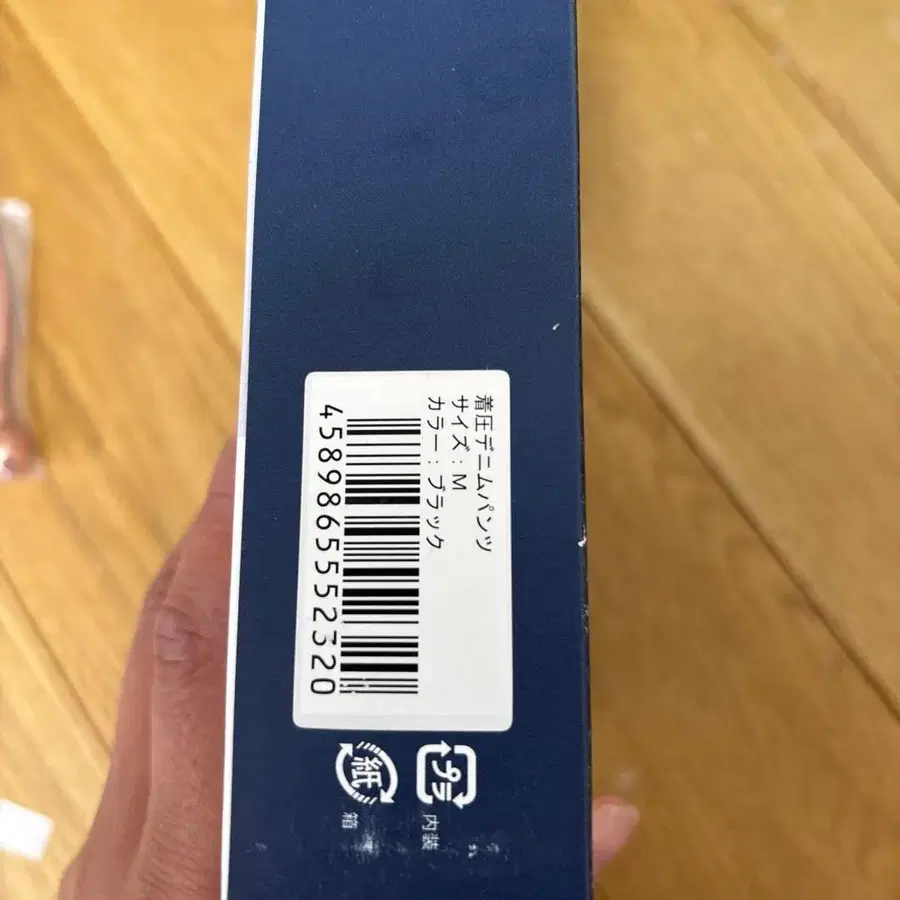 着圧デニムパンツ
サイズ：M
カラー：ブラック
4589865552320
プラ
内装
紙
箱